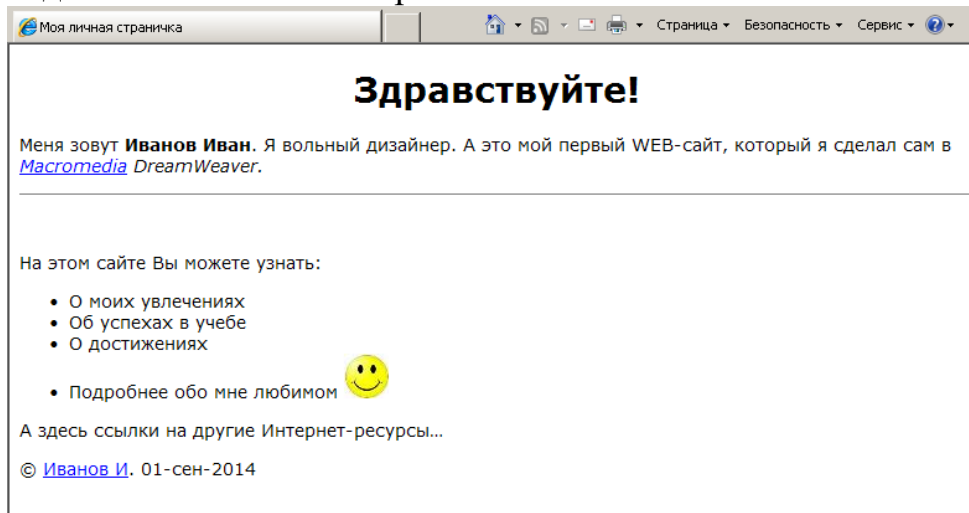 Моя личная страничка
Страница Безопасность Сервис
Здравствуйте!
Меня зовут Иванов Иван. Я вольный дизайнер. А это мой первый WEB-сайт, который я сделал сам в
Macromedia DreamWeaver.
На этом сайте Вы можете узнать:
• О моих увлечениях
• Об успехах в учебе
• О достижениях
• Подробнее обо мне любимом
А здесь ссылки на другие Интернет-ресурсы...
© Иванов И. 01-сен-2014